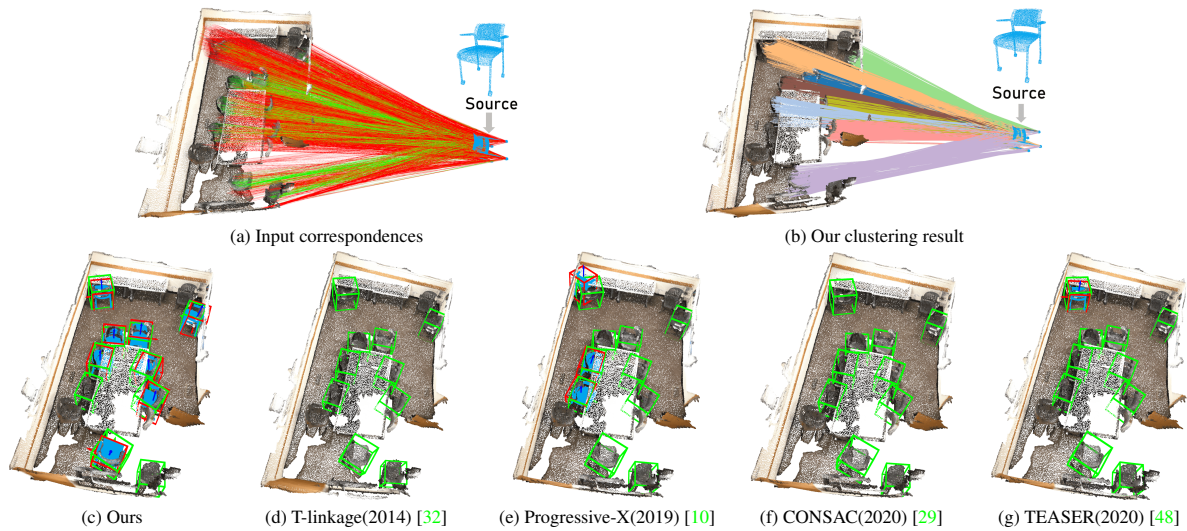 Source
Source
(a) Input correspondences
(b) Our clustering result
(c) Ours
(d) T-linkage(2014) [32]
(e) Progressive-X(2019) [10]
(f) CONSAC(2020) [29]
(g) TEASER(2020) [48]